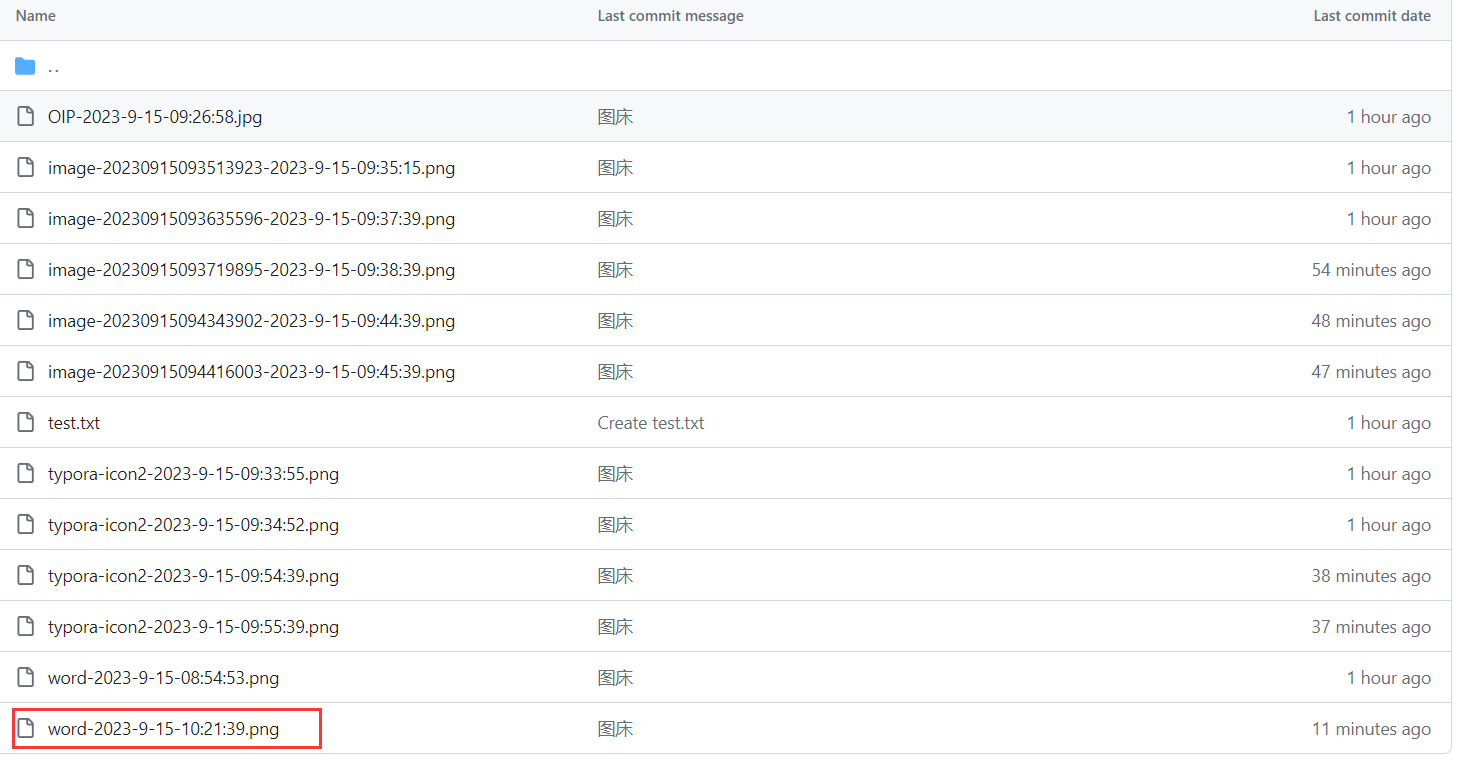 Name Last commit message Last commit date
..
OIP-2023-9-15-09:26:58.jpg 图床 1 hour ago
image-20230915093513923-2023-9-15-09:35:15.png 图床 1 hour ago
image-20230915093635596-2023-9-15-09:37:39.png 图床 1 hour ago
image-20230915093719895-2023-9-15-09:38:39.png 图床 54 minutes ago
image-20230915094343902-2023-9-15-09:44:39.png 图床 48 minutes ago
image-20230915094416003-2023-9-15-09:45:39.png 图床 47 minutes ago
test.txt Create test.txt 1 hour ago
typora-icon2-2023-9-15-09:33:55.png 图床 1 hour ago
typora-icon2-2023-9-15-09:34:52.png 图床 1 hour ago
typora-icon2-2023-9-15-09:54:39.png 图床 38 minutes ago
typora-icon2-2023-9-15-09:55:39.png 图床 37 minutes ago
word-2023-9-15-08:54:53.png 图床 1 hour ago
word-2023-9-15-10:21:39.png 图床 11 minutes ago